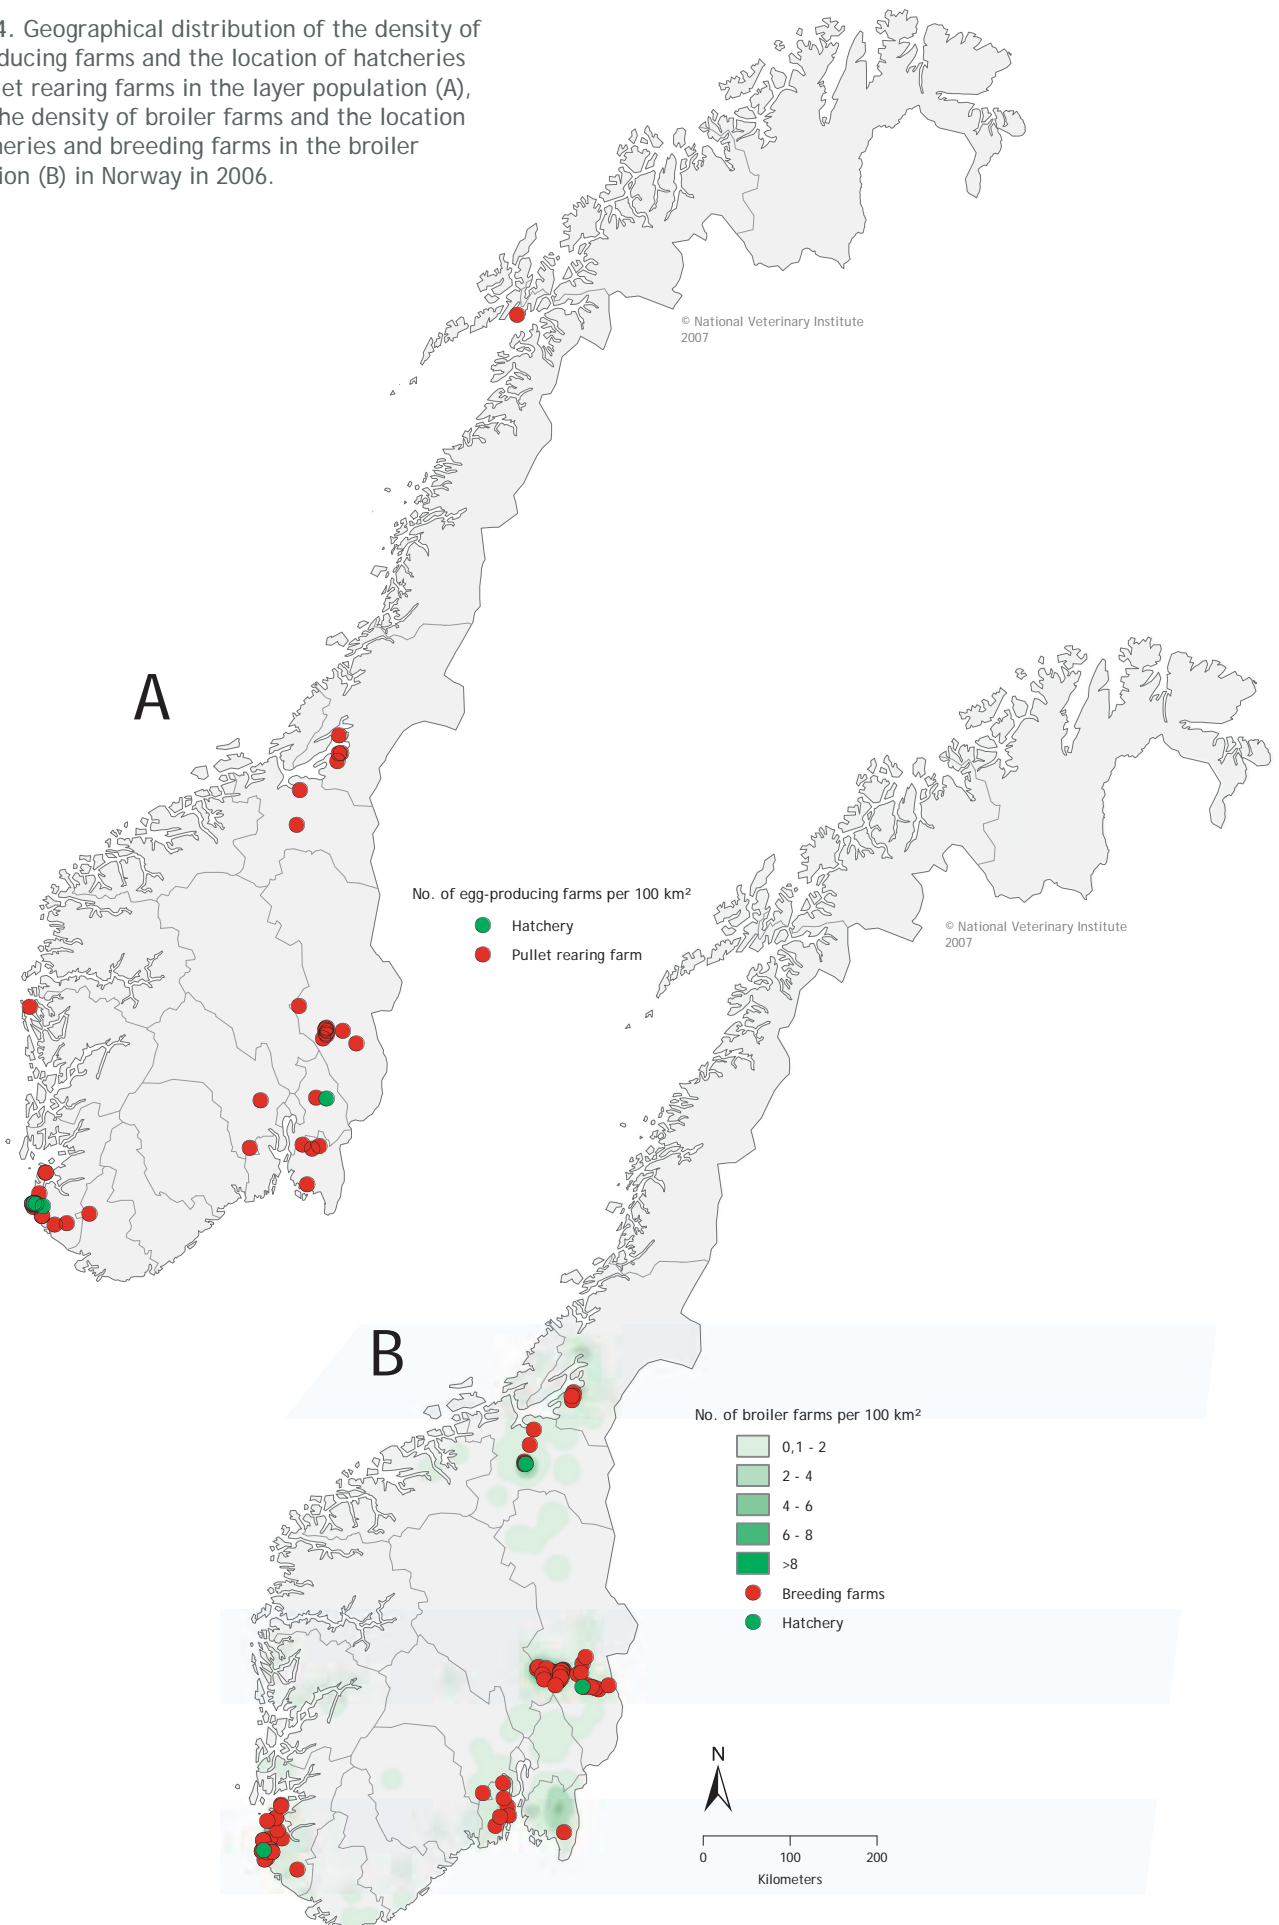 4. Geographical distribution of the density of
ducing farms and the location of hatcheries
et rearing farms in the layer population (A),
he density of broiler farms and the location
heries and breeding farms in the broiler
ion (B) in Norway in 2006.
© National Veterinary Institute
2007
A
No. of egg-producing farms per 100 km²
Hatchery
Pullet rearing farm
© National Veterinary Institute
2007
B
No. of broiler farms per 100 km²
0,1 - 2
2 - 4
4 - 6
6 - 8
>8
Breeding farms
Hatchery
N
0 100 200
Kilometers